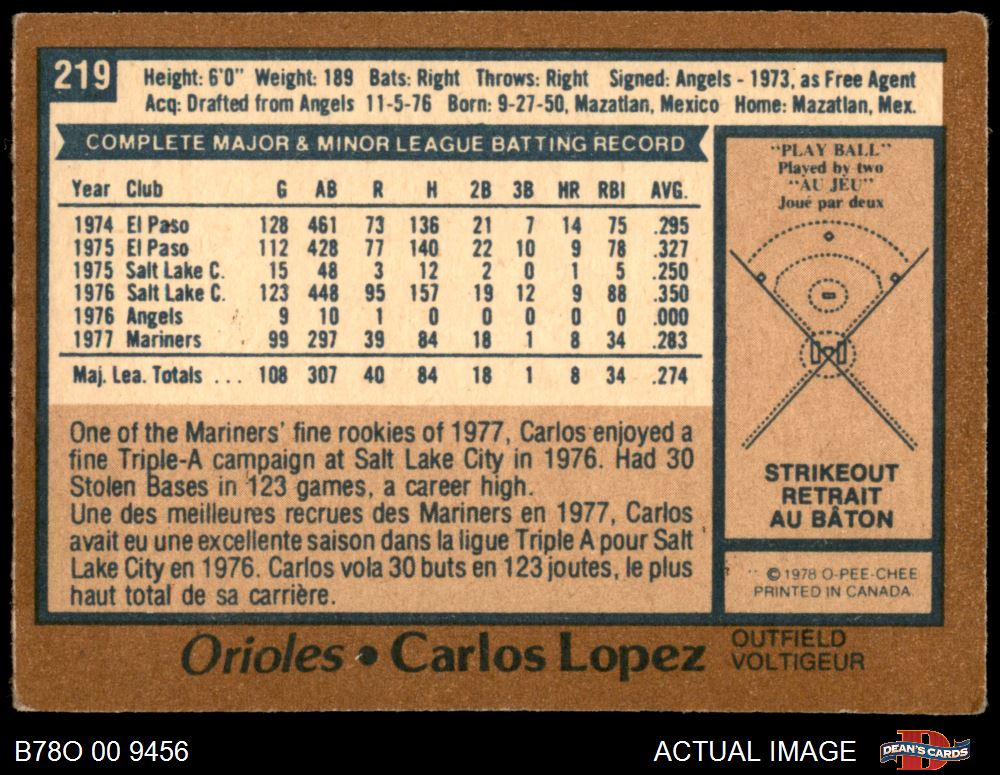 219
Height: 6'0" Weight: 189 Bats: Right Throws: Right Signed: Angels - 1973, as Free Agent
Acq: Drafted from Angels 11-5-76 Born: 9-27-50, Mazatlan, Mexico Home: Mazatlan, Mex.
COMPLETE MAJOR & MINOR LEAGUE BATTING RECORD
Year Club G AB R H 2B 3B HR RBI AVG.
1974 El Paso 128 461 73 136 21 7 14 75 .295
1975 El Paso 112 428 77 140 22 10 9 78 .327
1975 Salt Lake C. 15 48 3 12 2 0 1 5 .250
1976 Salt Lake C. 123 448 95 157 19 12 9 88 .350
1976 Angels 9 10 1 0 0 0 0 0 .000
1977 Mariners 99 297 39 84 18 1 8 34 .283
Maj. Lea. Totals ... 108 307 40 84 18 1 8 34 .274
One of the Mariners' fine rookies of 1977, Carlos enjoyed a
fine Triple-A campaign at Salt Lake City in 1976. Had 30
Stolen Bases in 123 games, a career high.
Une des meilleures recrues des Mariners en 1977, Carlos
avait eu une excellente saison dans la ligue Triple A pour Salt
Lake City en 1976. Carlos vola 30 buts en 123 joutes, le plus
haut total de sa carrière.
"PLAY BALL"
Played by two
"AU JEU"
Joué par deux
STRIKEOUT
RETRAIT
AU BÂTON
© 1978 O-PEE-CHEE
PRINTED IN CANADA
Orioles • Carlos Lopez
OUTFIELD
VOLTIGEUR
B78O 00 9456
ACTUAL IMAGE
DEAN'S CARDS